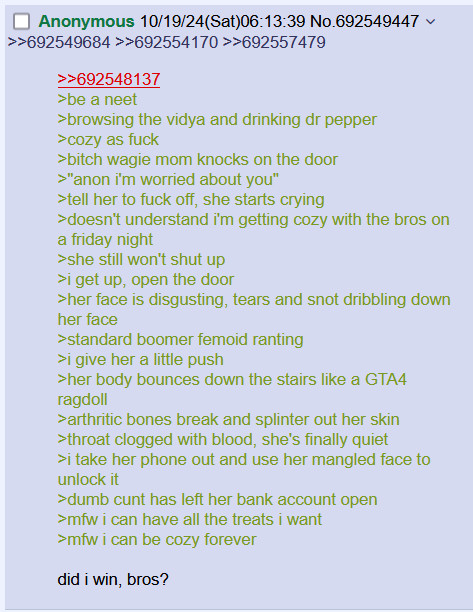 Anonymous 10/19/24(Sat)06:13:39 No.692549447
>>692549684 >>692554170 >>692557479
>>692548137
>be a neet
>browsing the vidya and drinking dr pepper
>cozy as fuck
>bitch wagie mom knocks on the door
>"anon i'm worried about you"
>tell her to fuck off, she starts crying
>doesn't understand i'm getting cozy with the bros on
a friday night
>she still won't shut up
>i get up, open the door
>her face is disgusting, tears and snot dribbling down
her face
>standard boomer femoid ranting
>i give her a little push
>her body bounces down the stairs like a GTA4
ragdoll
>arthritic bones break and splinter out her skin
>throat clogged with blood, she's finally quiet
>i take her phone out and use her mangled face to
unlock it
>dumb cunt has left her bank account open
>mfw i can have all the treats i want
>mfw i can be cozy forever
did i win, bros?